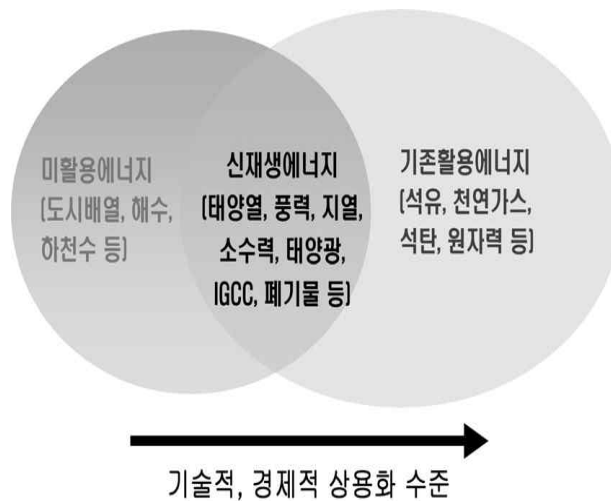 미활용에너지
(도시배열, 해수,
하천수 등)
신재생에너지
(태양열, 풍력, 지열,
소수력, 태양광,
IGCC, 폐기물 등)
기존활용에너지
(석유, 천연가스,
석탄, 원자력 등)
기술적, 경제적 상용화 수준